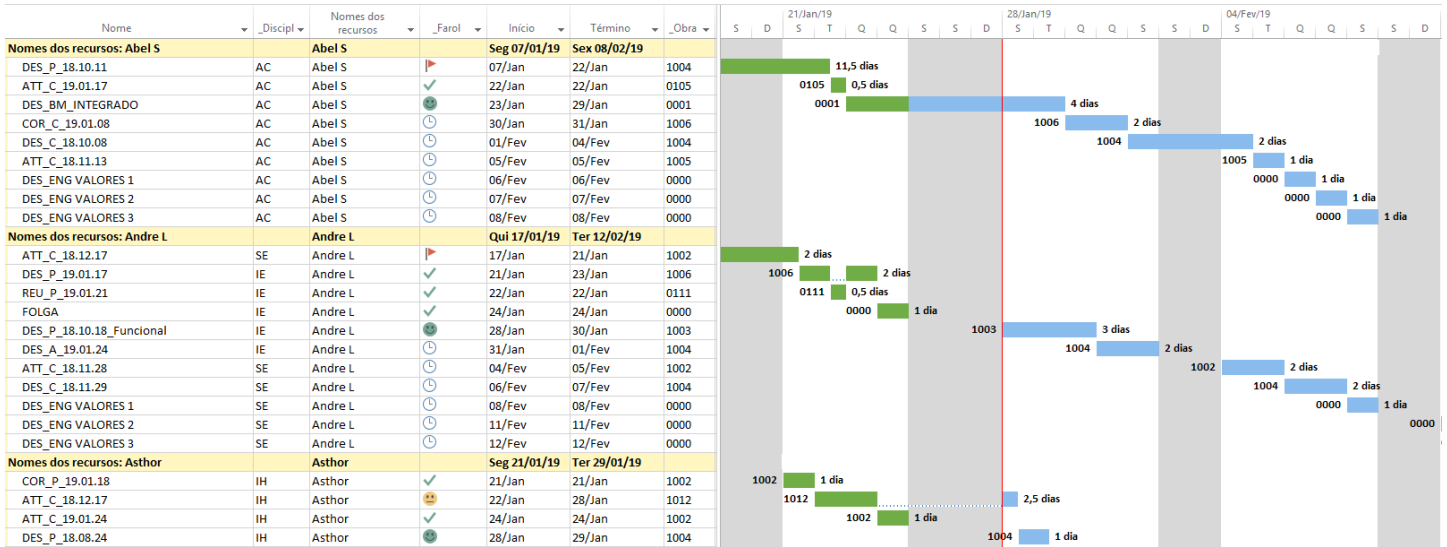 Nome _Discipl Nomes dos recursos _Farol Início Término _Obra
21/Jan/19 28/Jan/19 04/Fev/19
S D S T Q Q S S D S T Q Q S S D S T Q Q S S D
Nomes dos recursos: Abel S Abel S Seg 07/01/19 Sex 08/02/19
DES_P_18.10.11 AC Abel S 07/Jan 22/Jan 1004 11,5 dias
ATT_C_19.01.17 AC Abel S 22/Jan 22/Jan 0105 0105 0,5 dias
DES_BM_INTEGRADO AC Abel S 23/Jan 29/Jan 0001 0001 4 dias
COR_C_19.01.08 AC Abel S 30/Jan 31/Jan 1006 1006 2 dias
DES_C_18.10.08 AC Abel S 01/Fev 04/Fev 1004 1004 2 dias
ATT_C_18.11.13 AC Abel S 05/Fev 05/Fev 1005 1005 1 dia
DES_ENG VALORES 1 AC Abel S 06/Fev 06/Fev 0000 0000 1 dia
DES_ENG VALORES 2 AC Abel S 07/Fev 07/Fev 0000 0000 1 dia
DES_ENG VALORES 3 AC Abel S 08/Fev 08/Fev 0000 0000 1 dia
Nomes dos recursos: Andre L Andre L Qui 17/01/19 Ter 12/02/19
ATT_C_18.12.17 SE Andre L 17/Jan 21/Jan 1002 2 dias
DES_P_19.01.17 IE Andre L 21/Jan 23/Jan 1006 1006 2 dias
REU_P_19.01.21 IE Andre L 22/Jan 22/Jan 0111 0111 0,5 dias
FOLGA IE Andre L 24/Jan 24/Jan 0000 0000 1 dia
DES_P_18.10.18_Funcional IE Andre L 28/Jan 30/Jan 1003 1003 3 dias
DES_A_19.01.24 IE Andre L 31/Jan 01/Fev 1004 1004 2 dias
ATT_C_18.11.28 SE Andre L 04/Fev 05/Fev 1002 1002 2 dias
DES_C_18.11.29 SE Andre L 06/Fev 07/Fev 1004 1004 2 dias
DES_ENG VALORES 1 SE Andre L 08/Fev 08/Fev 0000 0000 1 dia
DES_ENG VALORES 2 SE Andre L 11/Fev 11/Fev 0000 0000
DES_ENG VALORES 3 SE Andre L 12/Fev 12/Fev 0000
Nomes dos recursos: Asthor Asthor Seg 21/01/19 Ter 29/01/19
COR_P_19.01.18 IH Asthor 21/Jan 21/Jan 1002 1002 1 dia
ATT_C_18.12.17 IH Asthor 22/Jan 28/Jan 1012 1012 2,5 dias
ATT_C_19.01.24 IH Asthor 24/Jan 24/Jan 1002 1002 1 dia
DES_P_18.08.24 IH Asthor 28/Jan 29/Jan 1004 1004 1 dia